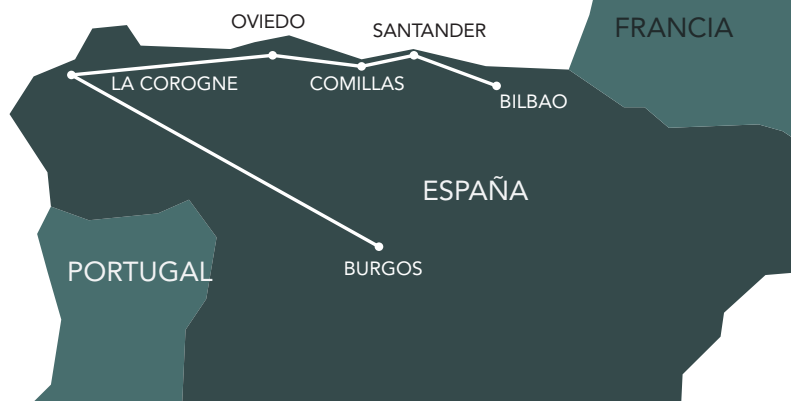 OVIEDO
FRANCIA
SANTANDER
LA COROGNE
COMILLAS
BILBAO
ESPAÑA
BURGOS
PORTUGAL